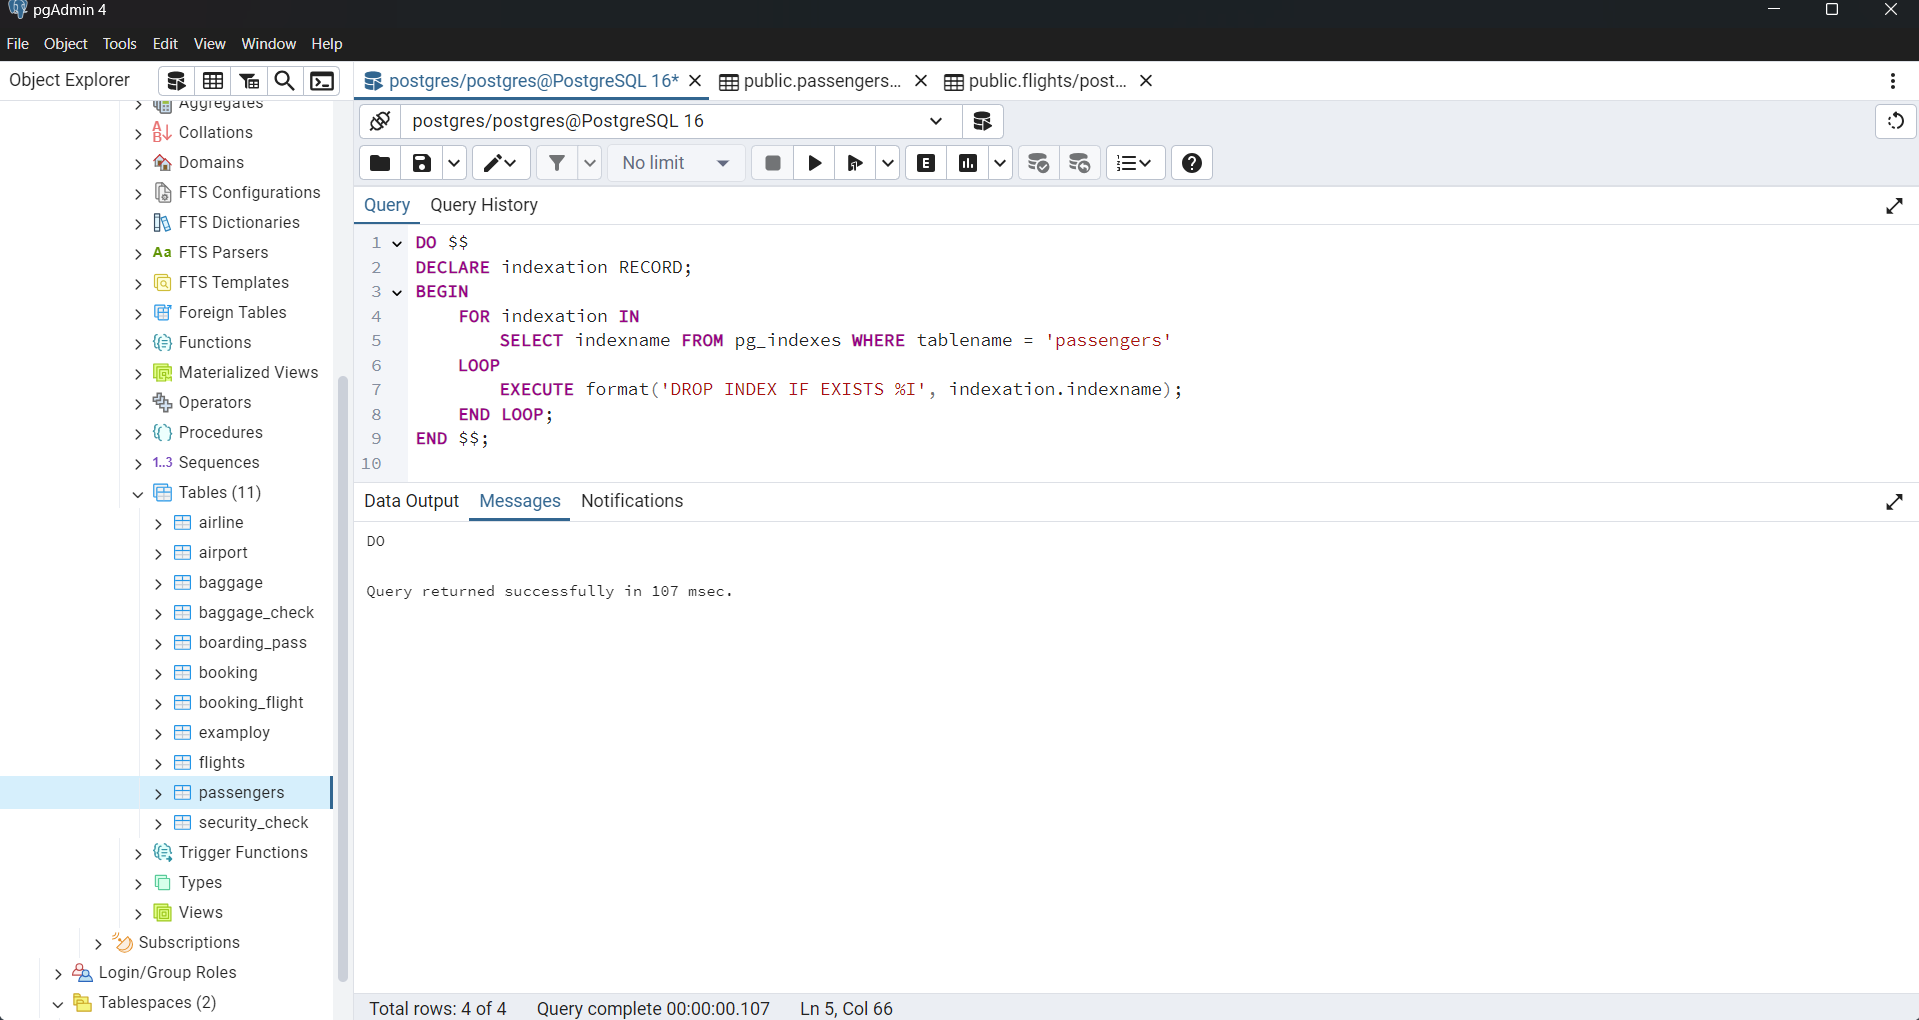 pgAdmin 4
File Object Tools Edit View Window Help
Object Explorer
postgres/postgres@PostgreSQL 16*
public.passengers...
public.flights/post...
Aggregates
Collations
Domains
FTS Configurations
FTS Dictionaries
Aa FTS Parsers
FTS Templates
Foreign Tables
Functions
Materialized Views
Operators
Procedures
1..3 Sequences
Tables (11)
airline
airport
baggage
baggage_check
boarding_pass
booking
booking_flight
examploy
flights
passengers
security_check
Trigger Functions
Types
Views
Subscriptions
Login/Group Roles
Tablespaces (2)
postgres/postgres@PostgreSQL 16
No limit
Query Query History
1 DO $$
2 DECLARE indexation RECORD;
3 BEGIN
4 FOR indexation IN
5 SELECT indexname FROM pg_indexes WHERE tablename = 'passengers'
6 LOOP
7 EXECUTE format('DROP INDEX IF EXISTS %I', indexation.indexname);
8 END LOOP;
9 END $$;
10
Data Output Messages Notifications
DO
Query returned successfully in 107 msec.
Total rows: 4 of 4 Query complete 00:00:00.107 Ln 5, Col 66